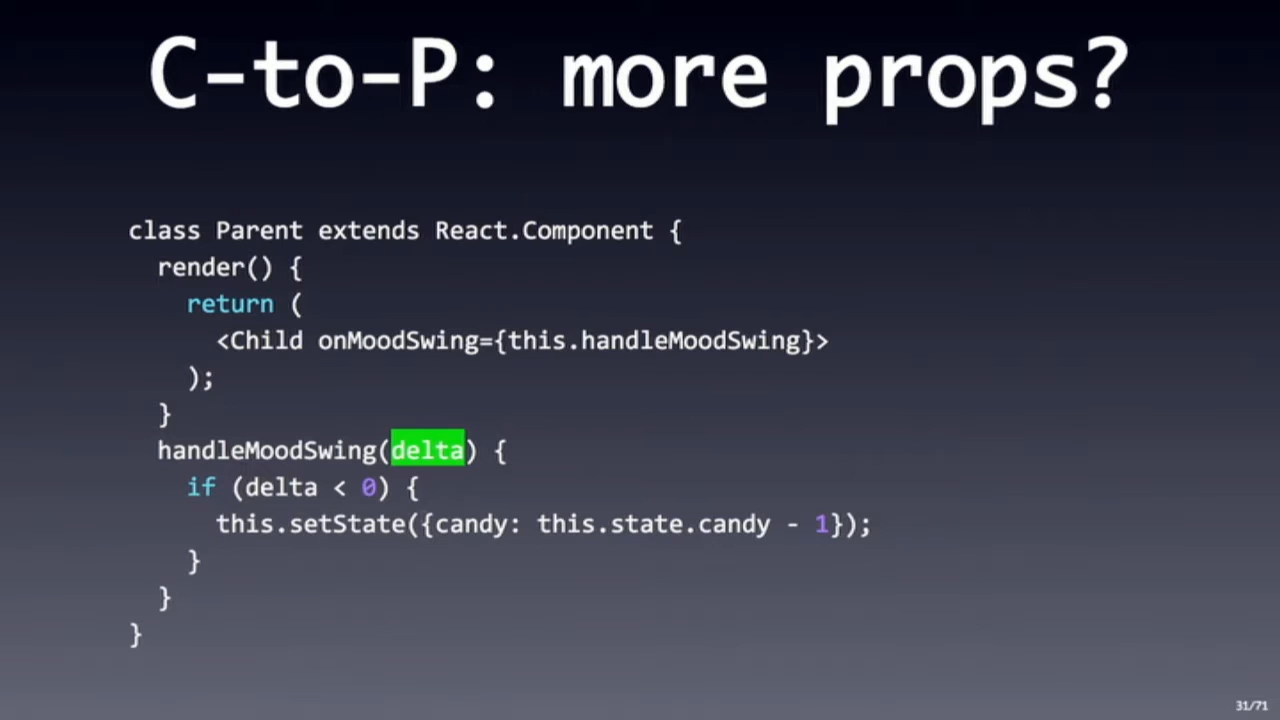 C-to-P: more props?
class Parent extends React.Component {
render() {
return (
<Child onMoodSwing={this.handleMoodSwing}>
);
}
handleMoodSwing(delta) {
if (delta < 0) {
this.setState({candy: this.state.candy - 1});
}
}
}
31/71